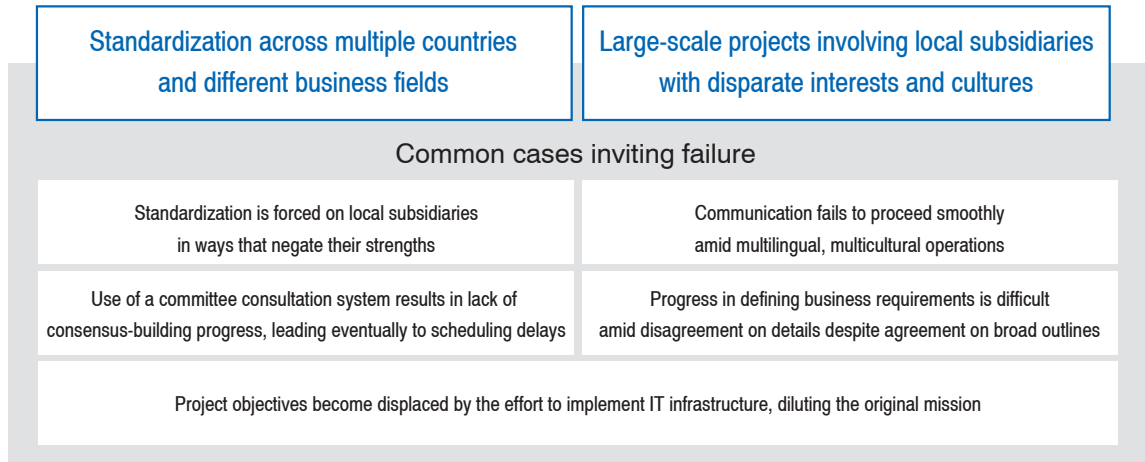 Standardization across multiple countries
and different business fields
Large-scale projects involving local subsidiaries
with disparate interests and cultures
Common cases inviting failure
Standardization is forced on local subsidiaries
in ways that negate their strengths
Communication fails to proceed smoothly
amid multilingual, multicultural operations
Use of a committee consultation system results in lack of
consensus-building progress, leading eventually to scheduling delays
Progress in defining business requirements is difficult
amid disagreement on details despite agreement on broad outlines
Project objectives become displaced by the effort to implement IT infrastructure, diluting the original mission